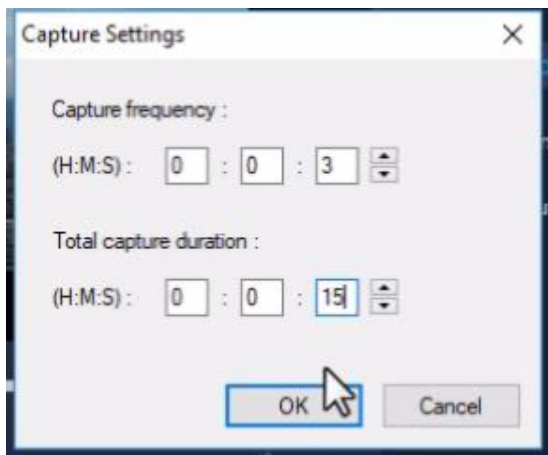 Capture Settings
Capture frequency :
(H:M:S) : 0 : 0 : 3
Total capture duration :
(H:M:S) : 0 : 0 : 15
OK Cancel